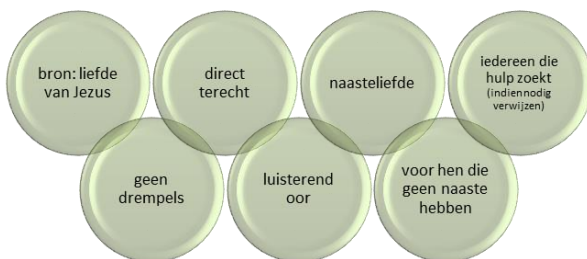 bron: liefde
van Jezus
direct
terecht
naasteliefde
iedereen die
hulp zoekt
(indiennodig
verwijzen)
geen
drempels
luisterend
oor
voor hen die
geen naaste
hebben